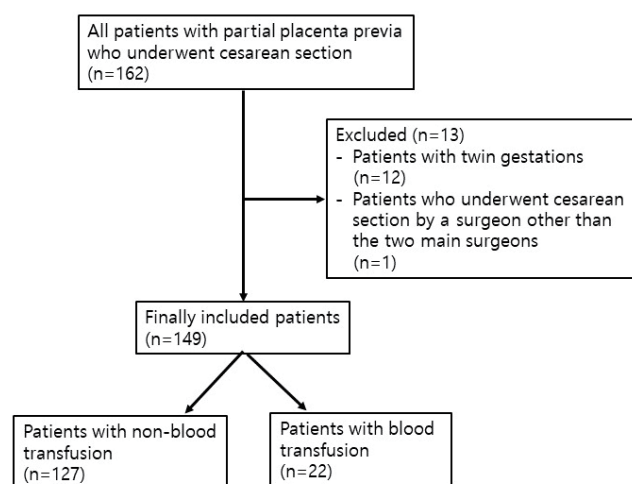 All patients with partial placenta previa
who underwent cesarean section
(n=162)
Excluded (n=13)
- Patients with twin gestations
(n=12)
- Patients who underwent cesarean
section by a surgeon other than
the two main surgeons
(n=1)
Finally included patients
(n=149)
Patients with non-blood
transfusion
(n=127)
Patients with blood
transfusion
(n=22)